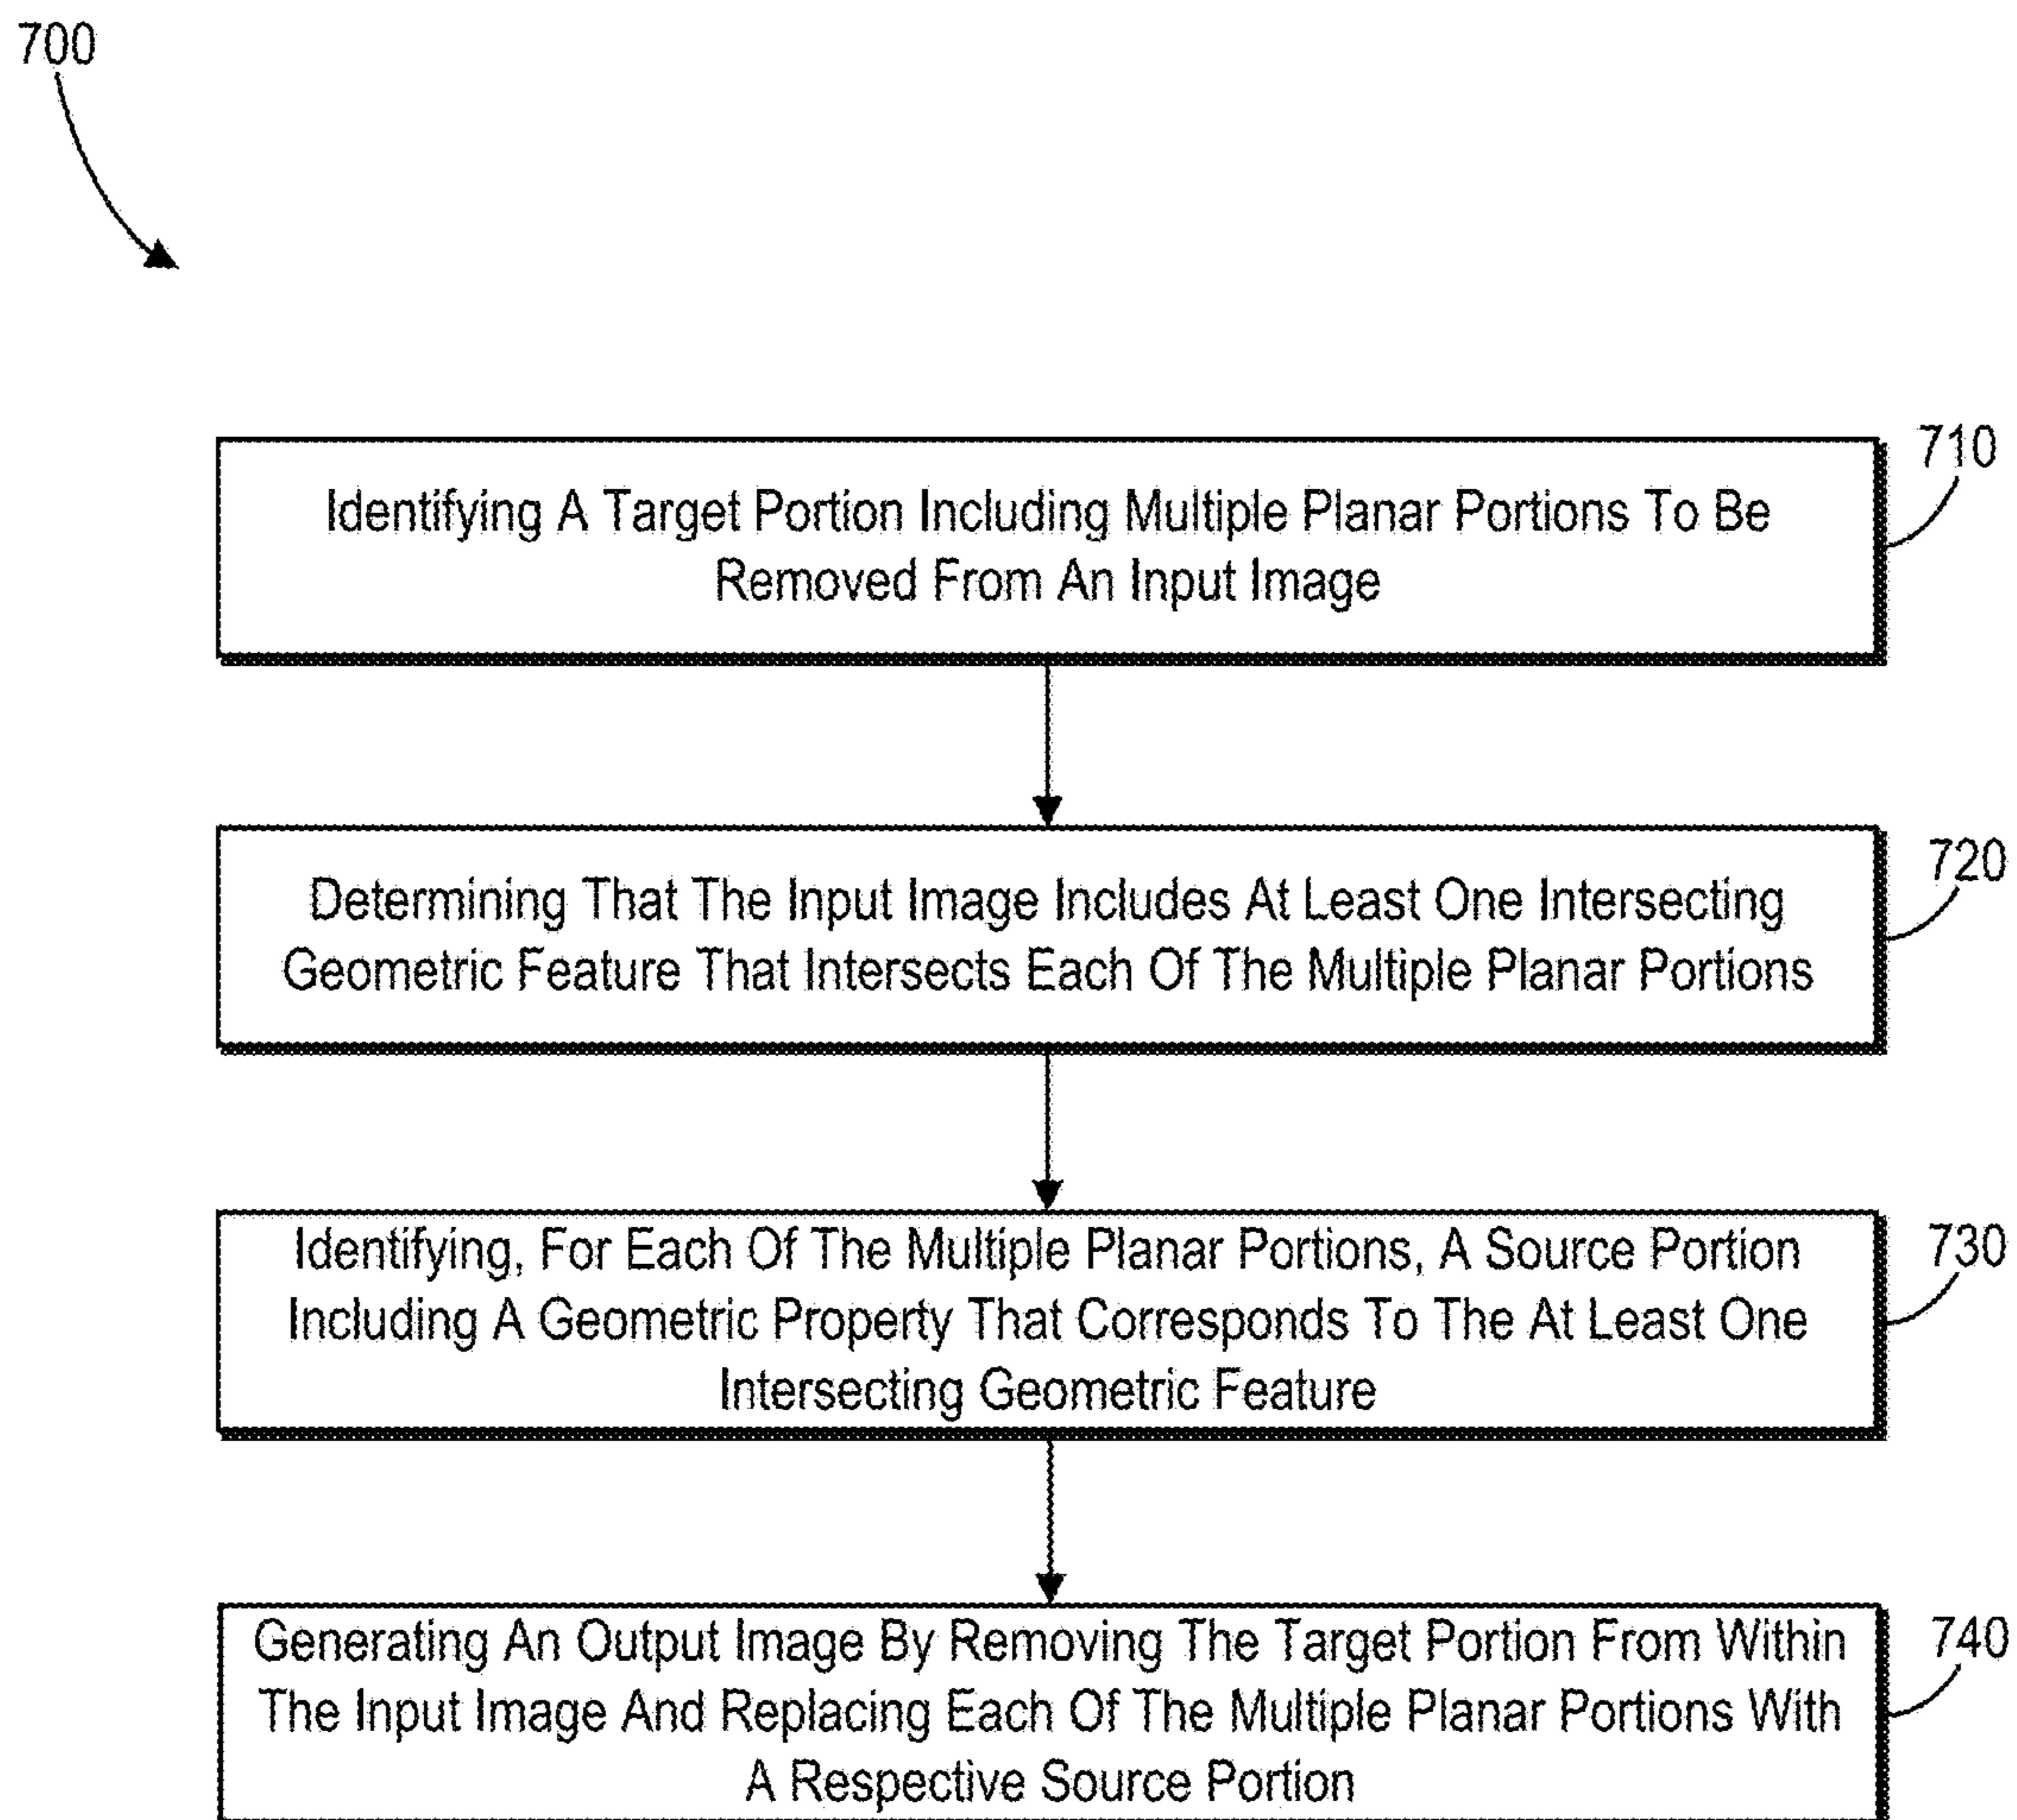 700
710
Identifying A Target Portion Including Multiple Planar Portions To Be
Removed From An Input Image
720
Determining That The Input Image Includes At Least One Intersecting
Geometric Feature That Intersects Each Of The Multiple Planar Portions
730
Identifying, For Each Of The Multiple Planar Portions, A Source Portion
Including A Geometric Property That Corresponds To The At Least One
Intersecting Geometric Feature
740
Generating An Output Image By Removing The Target Portion From Within
The Input Image And Replacing Each Of The Multiple Planar Portions With
A Respective Source Portion